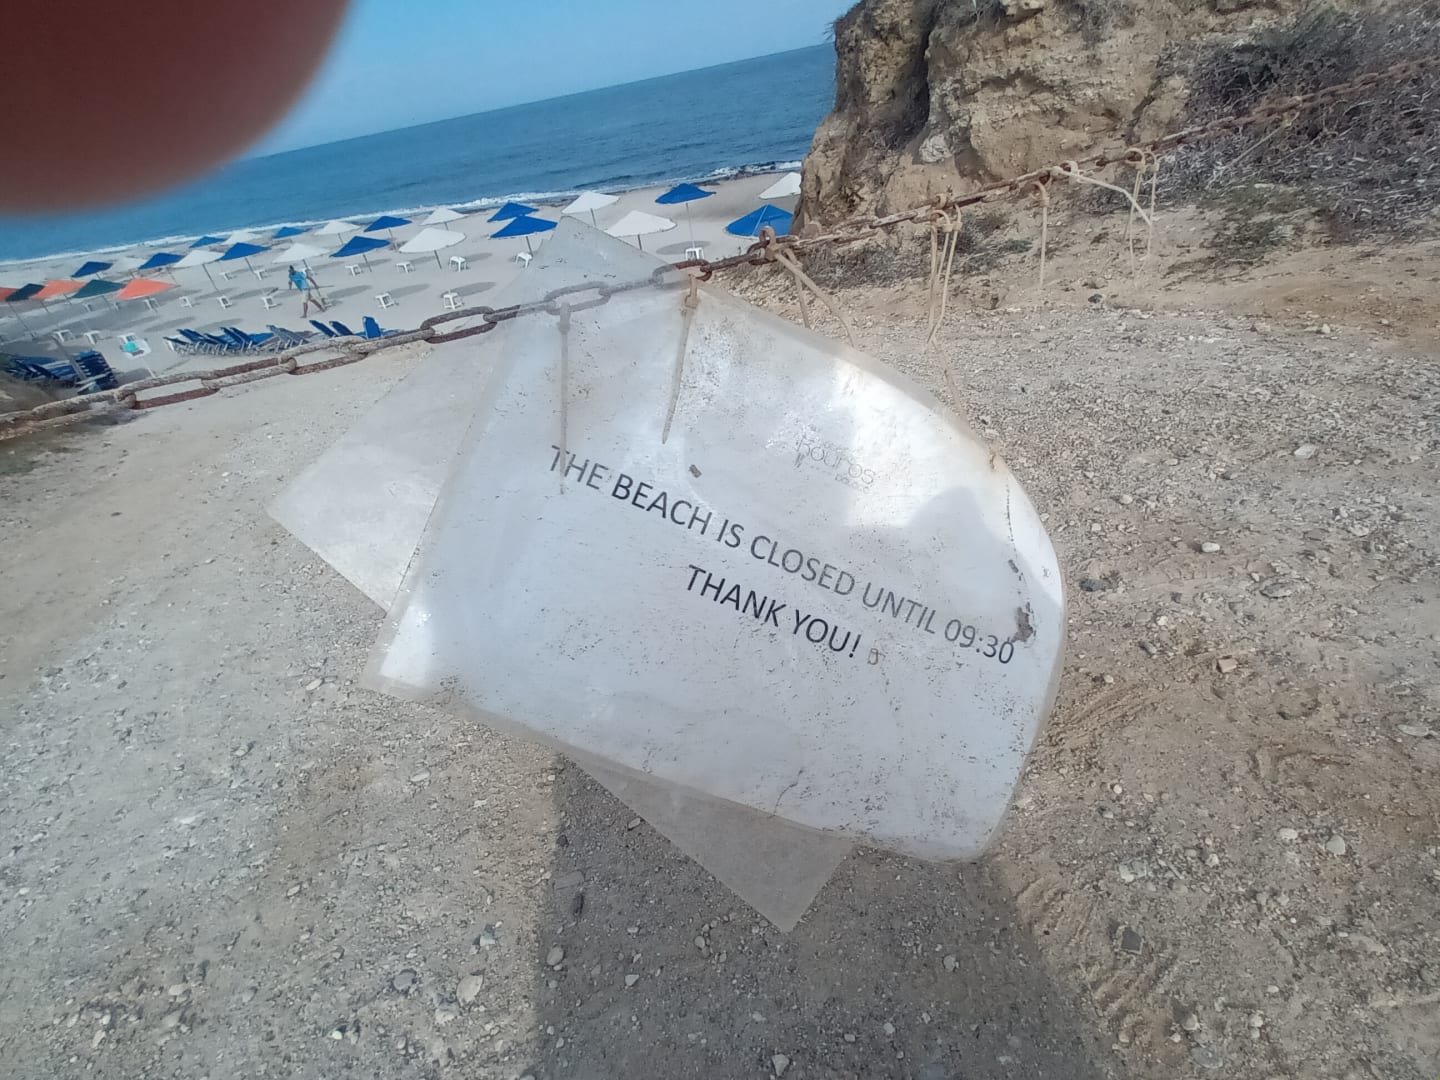 THE BEACH IS CLOSED UNTIL 09:30
THANK YOU!